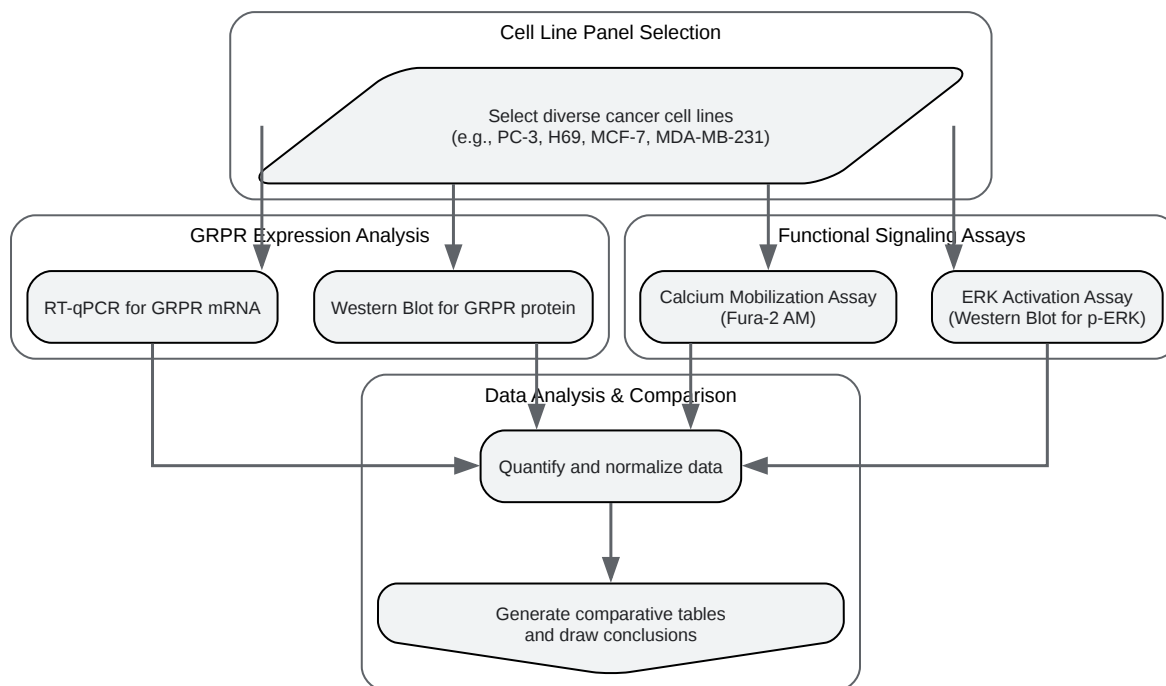 Cell Line Panel Selection
Select diverse cancer cell lines
(e.g., PC-3, H69, MCF-7, MDA-MB-231)
GRPR Expression Analysis
Functional Signaling Assays
RT-qPCR for GRPR mRNA
Western Blot for GRPR protein
Calcium Mobilization Assay
(Fura-2 AM)
ERK Activation Assay
(Western Blot for p-ERK)
Data Analysis & Comparison
Quantify and normalize data
Generate comparative tables
and draw conclusions